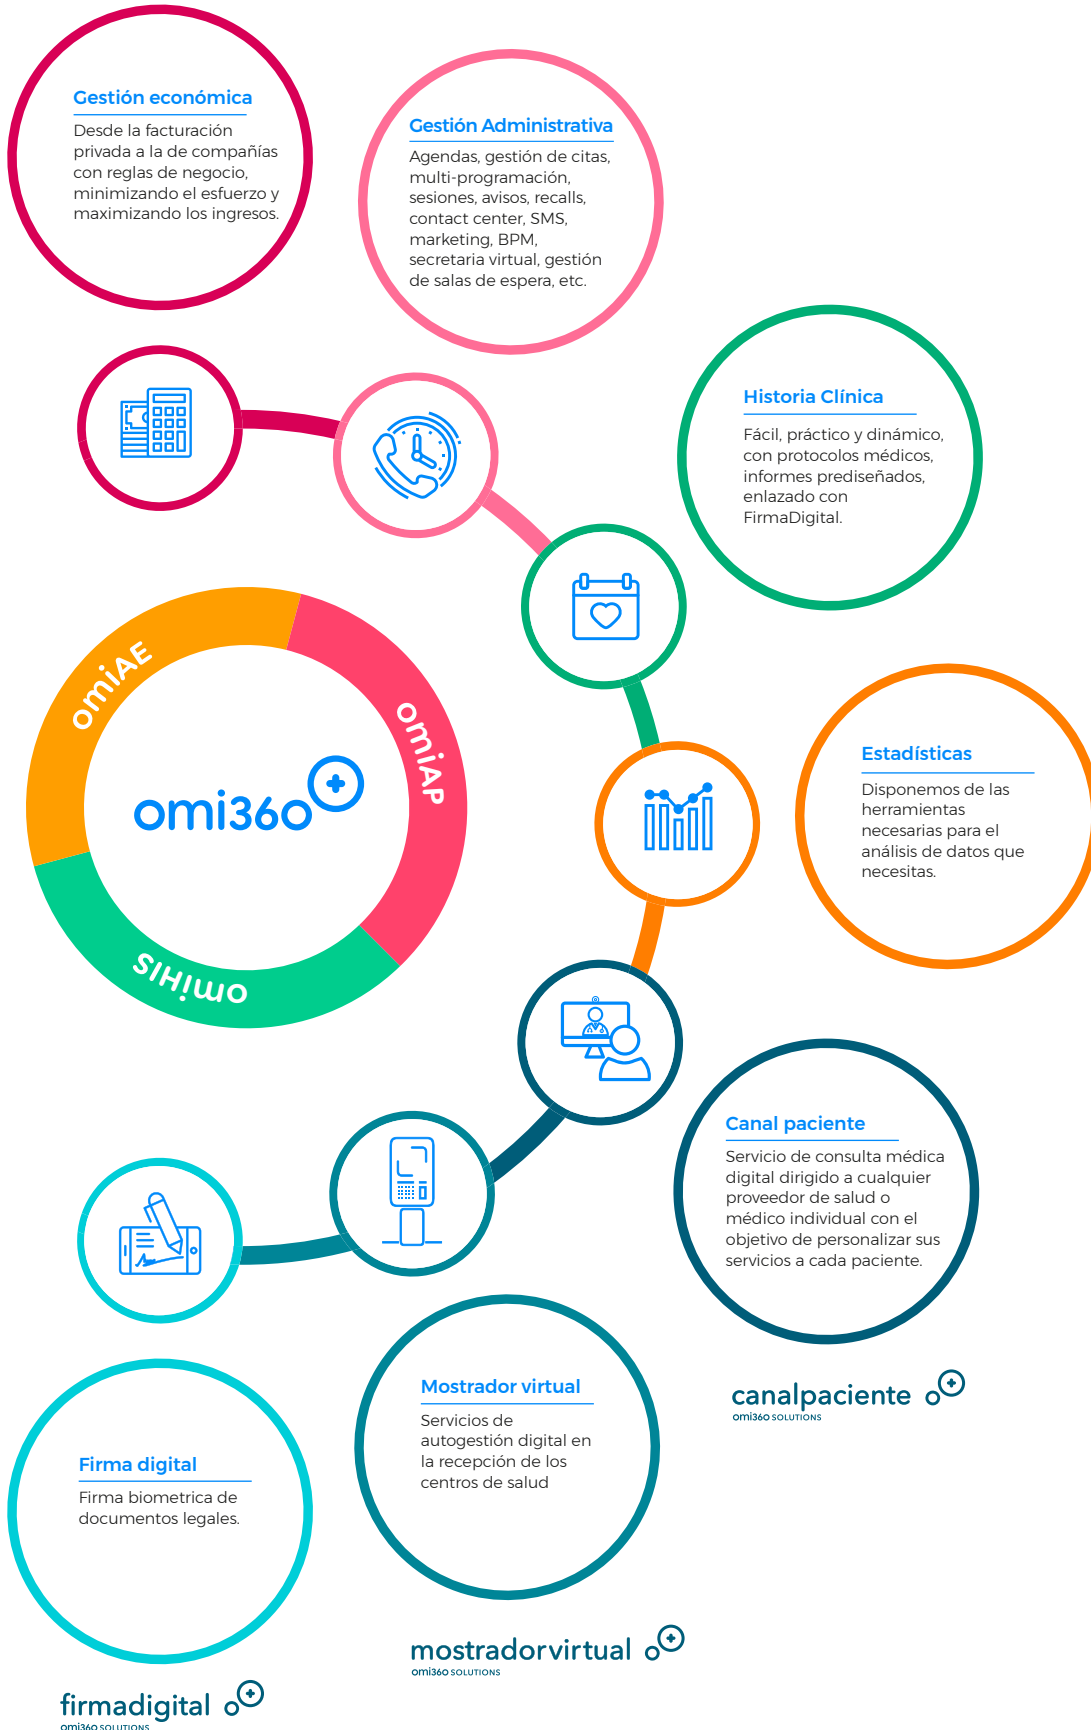 Gestión económica
Desde la facturación
privada a la de compañías
con reglas de negocio,
minimizando el esfuerzo y
maximizando los ingresos.
Gestión Administrativa
Agendas, gestión de citas,
multi-programación,
sesiones, avisos, recalls,
contact center, SMS,
marketing, BPM,
secretaria virtual, gestión
de salas de espera, etc.
Historia Clínica
Fácil, práctico y dinámico,
con protocolos médicos,
informes prediseñados,
enlazado con
FirmaDigital.
omiAE
omiAP
omi360
omiHIS
Estadísticas
Disponemos de las
herramientas
necesarias para el
análisis de datos que
necesitas.
Canal paciente
Servicio de consulta médica
digital dirigido a cualquier
proveedor de salud o
médico individual con el
objetivo de personalizar sus
servicios a cada paciente.
canalpaciente
omi360 SOLUTIONS
Mostrador virtual
Servicios de
autogestión digital en
la recepción de los
centros de salud
mostradorvirtual
omi360 SOLUTIONS
Firma digital
Firma biometrica de
documentos legales.
firmadigital
omi360 SOLUTIONS